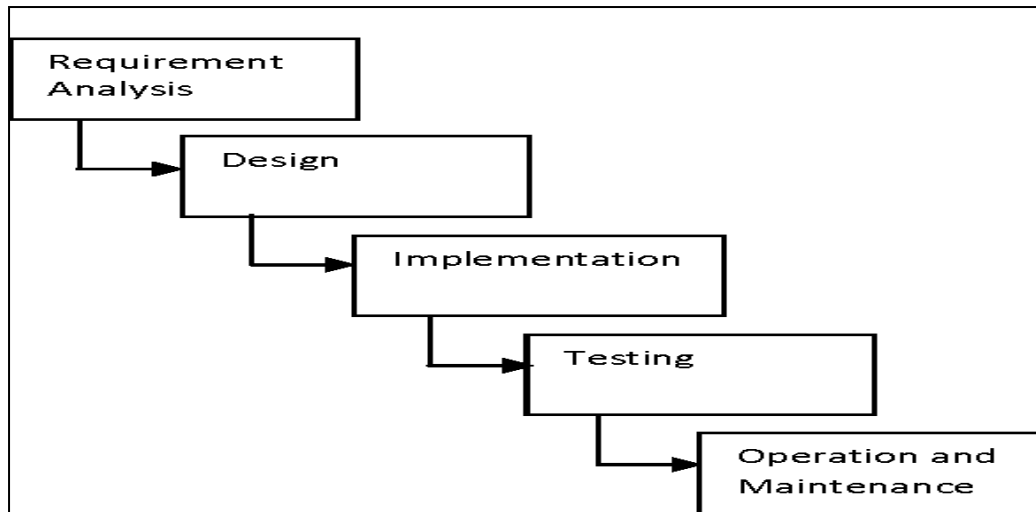 Requirement
Analysis
Design
Implementation
Testing
Operation and
Maintenance